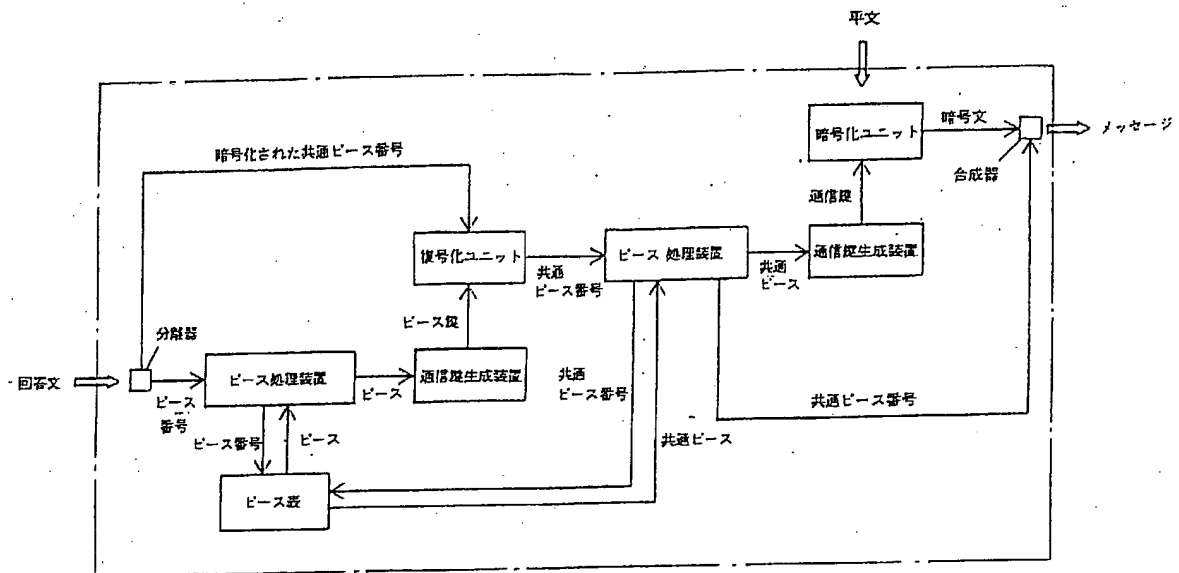 平文
暗号化ユニット
暗号文
メッセージ
合成器
暗号化された共通ピース番号
通信鍵
復号化ユニット
共通
ピース番号
ピース 処理装置
共通
ピース
通信鍵生成装置
ピース鍵
分離器
回答文
ピース
番号
ピース処理装置
ピース
通信鍵生成装置
共通
ピース番号
共通ピース番号
ピース番号
ピース
共通ピース
ピース表